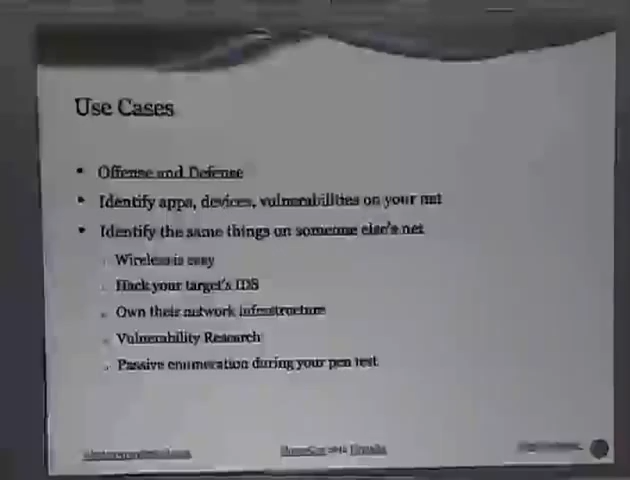 Use Cases
Offense and Defense
Identify apps, devices, vulnerabilities on your net
Identify the same things on someone else's net
Wireless is easy
Hack your target's IDS
Own their network infrastructure
Vulnerability Research
Passive enumeration during your pen test